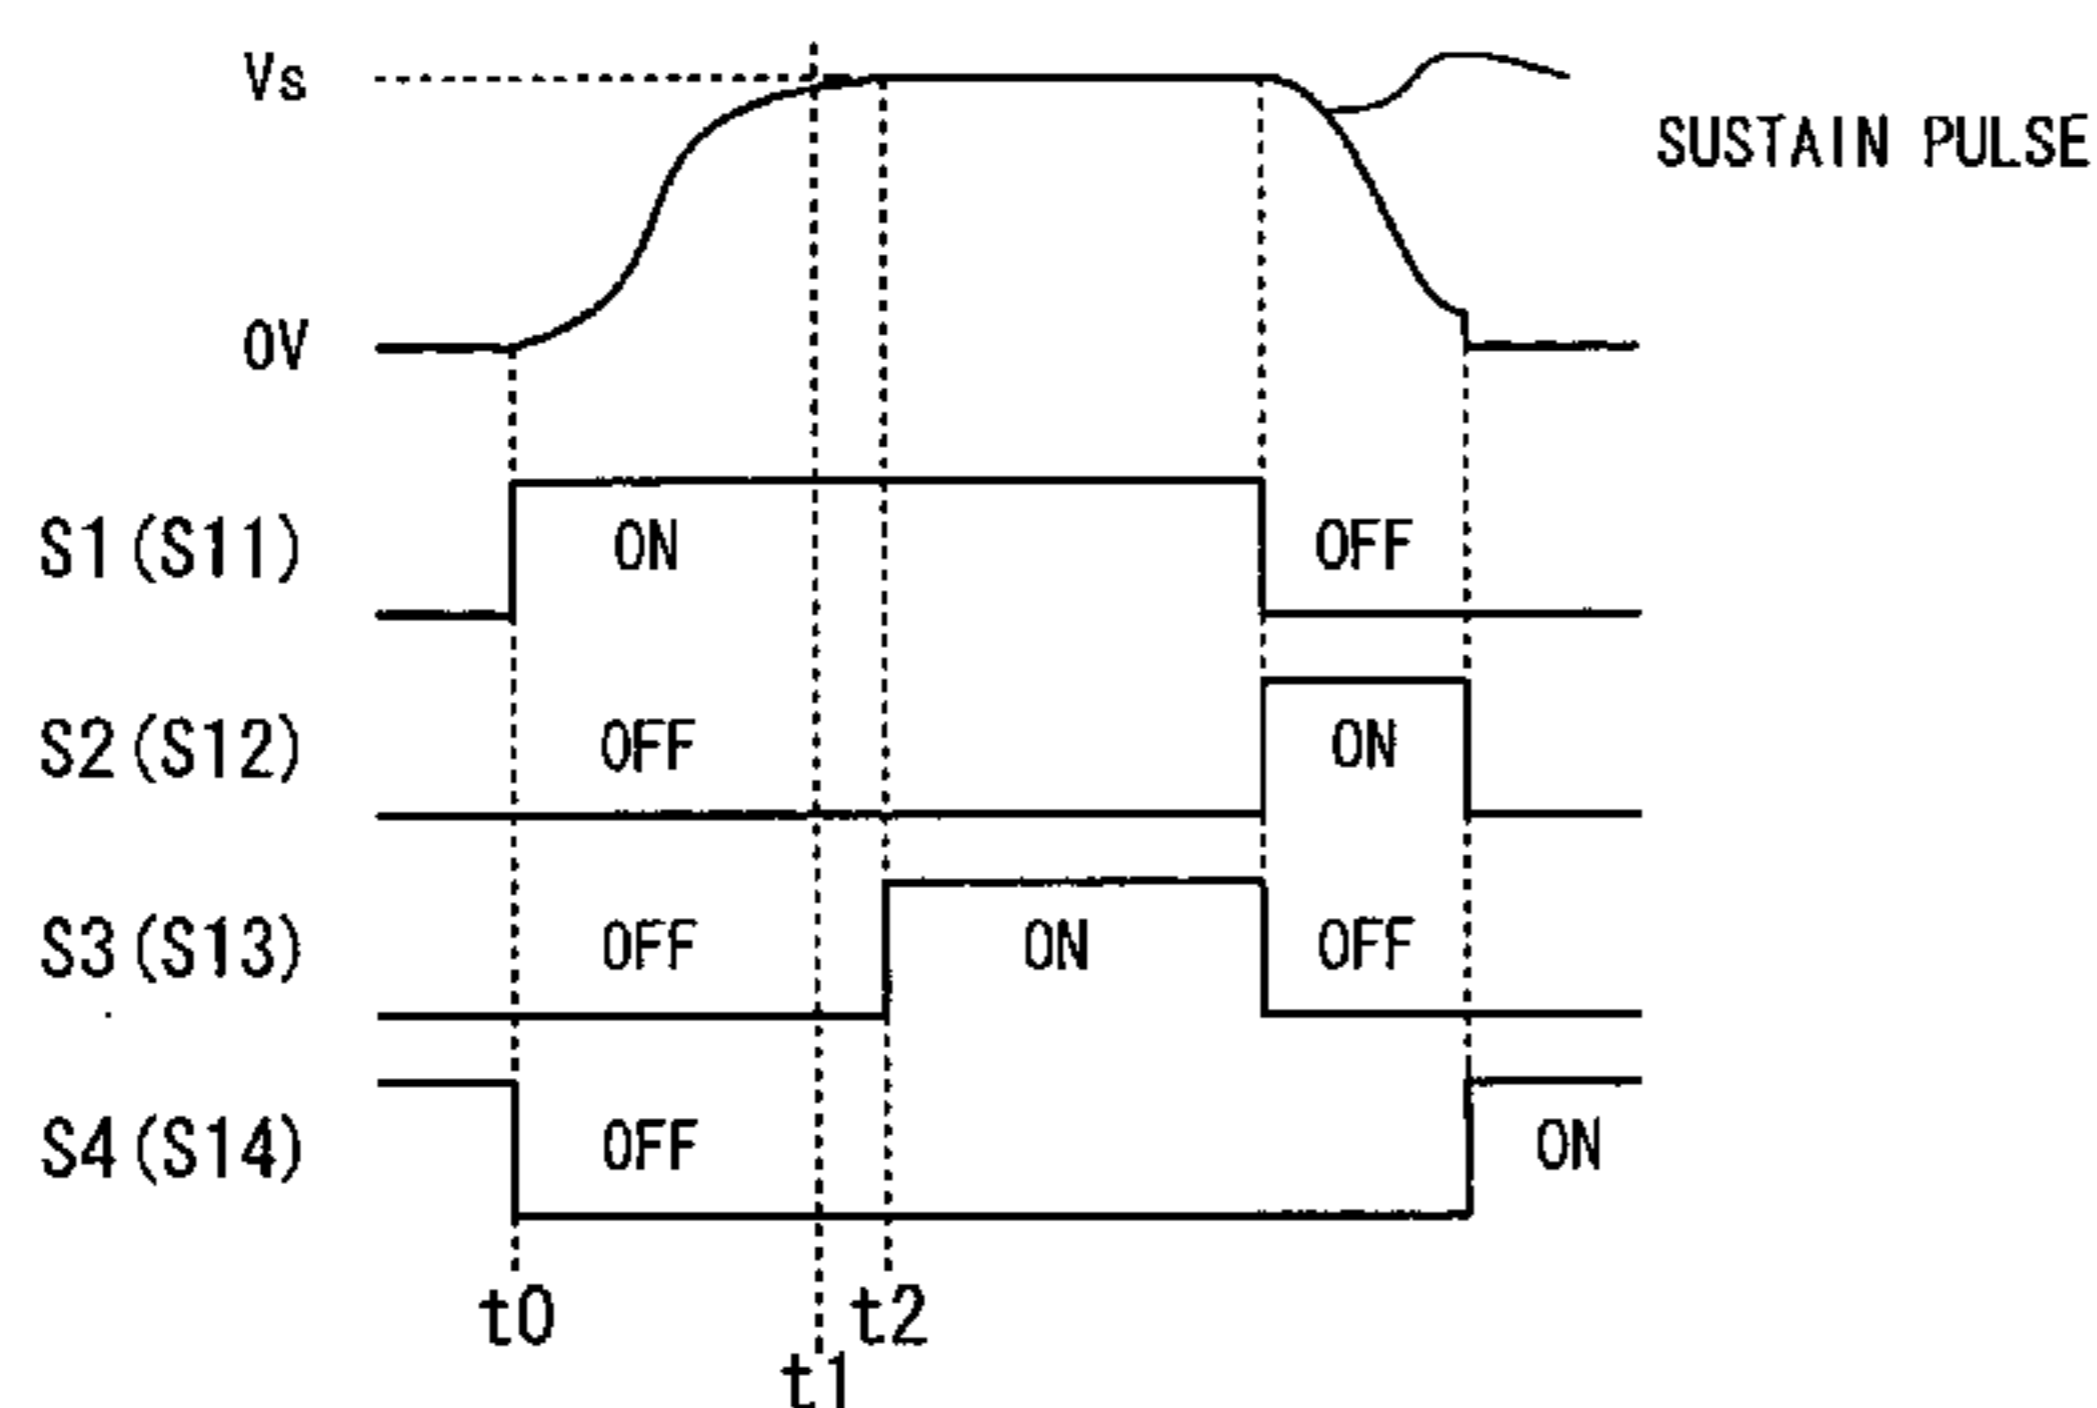 Vs
SUSTAIN PULSE
0V
S1(S11)
ON
OFF
S2(S12)
OFF
ON
S3(S13)
OFF
ON
OFF
S4(S14)
OFF
ON
t0
t2
t1